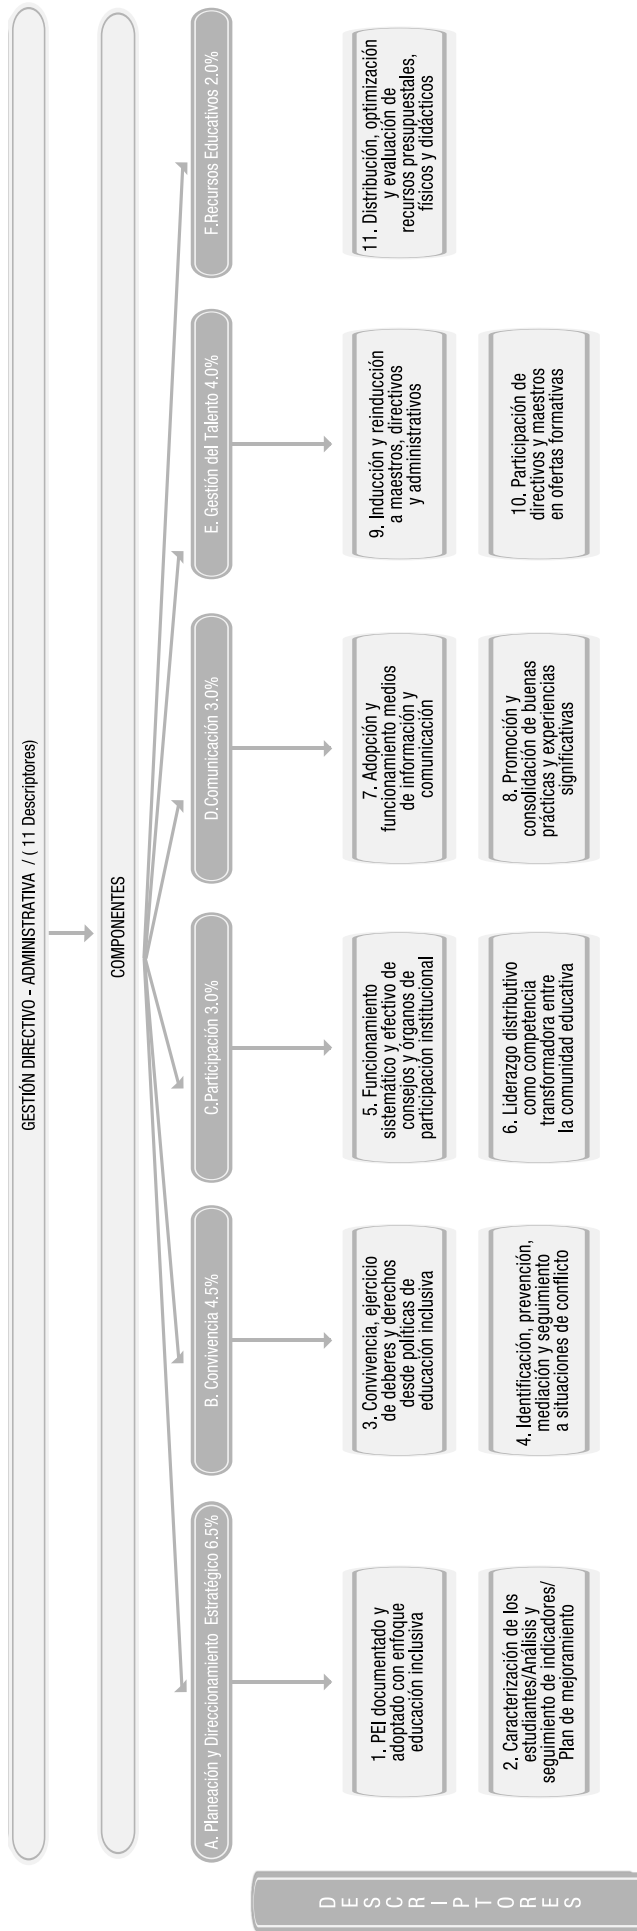 GESTIÓN DIRECTIVO - ADMINISTRATIVA / ( 11 Descriptores)
COMPONENTES
A. Planeación y Direccionamiento Estratégico 6.5%
B. Convivencia 4.5%
C.Participación 3.0%
D.Comunicación 3.0%
E. Gestión del Talento 4.0%
F.Recursos Educativos 2.0%
DESCRIPTORES
1. PEI documentado y
adoptado con enfoque
educación inclusiva
2. Caracterización de los
estudiantes/Análisis y
seguimiento de indicadores/
Plan de mejoramiento
3. Convivencia, ejercicio
de deberes y derechos
desde políticas de
educación inclusiva
4. Identificación, prevención,
mediación y seguimiento
a situaciones de conflicto
5. Funcionamiento
sistemático y efectivo de
consejos y órganos de
participación institucional
6. Liderazgo distributivo
como competencia
transformadora entre
la comunidad educativa
7. Adopción y
funcionamiento medios
de información y
comunicación
8. Promoción y
consolidación de buenas
prácticas y experiencias
significativas
9. Inducción y reinducción
a maestros, directivos
y administrativos
10. Participación de
directivos y maestros
en ofertas formativas
11. Distribución, optimización
y evaluación de
recursos presupuestales,
físicos y didácticos